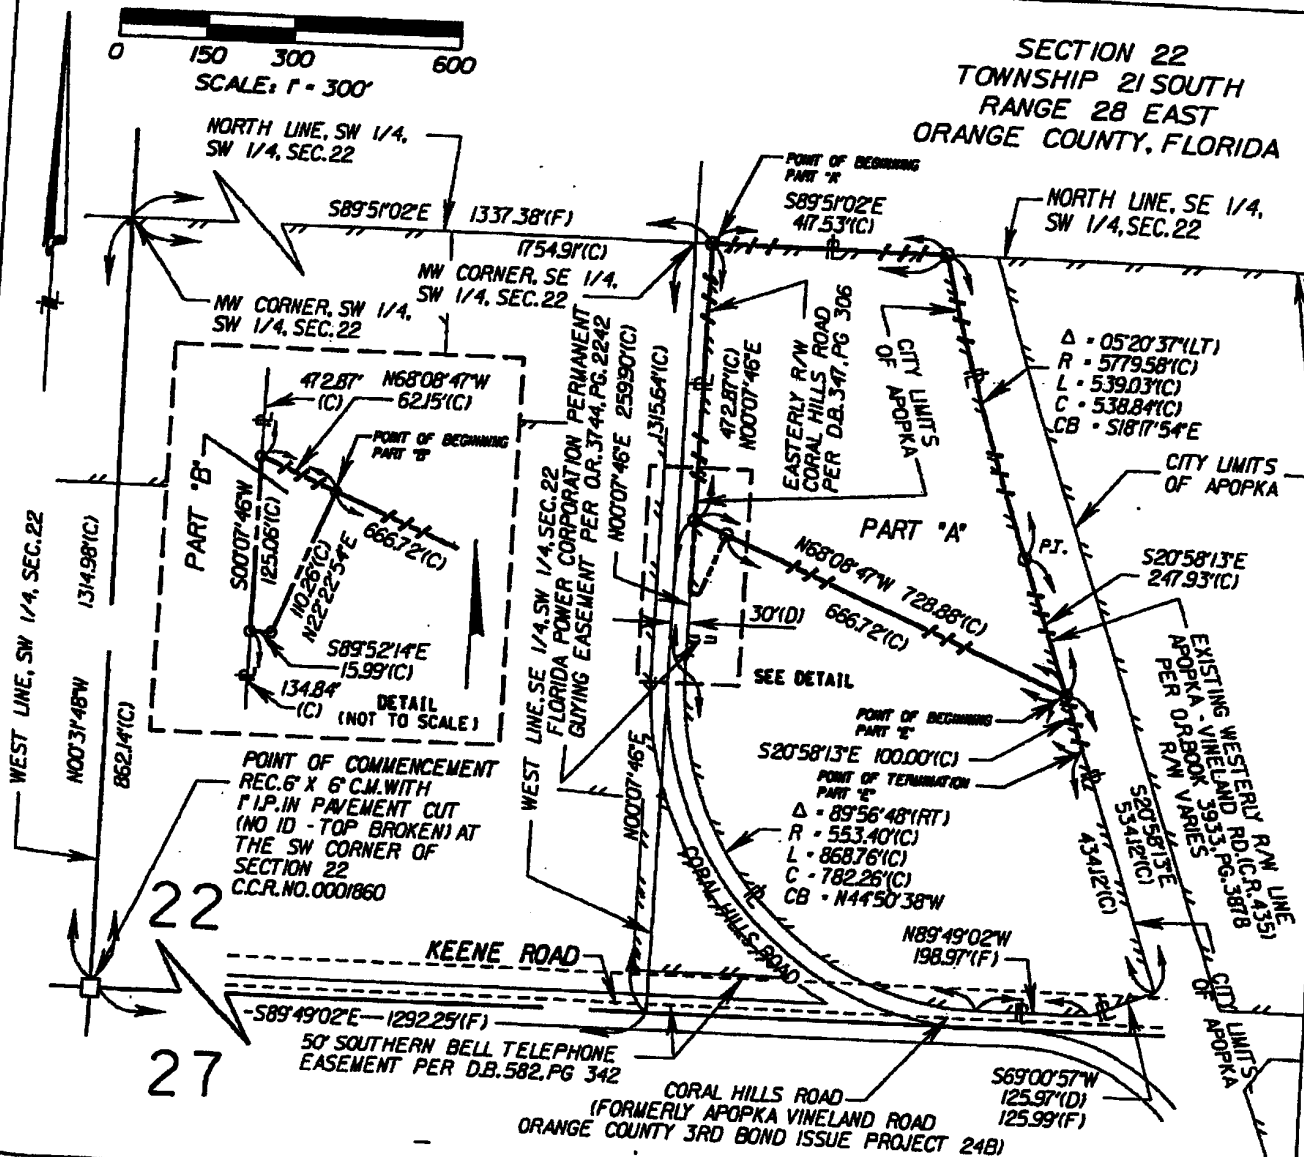 0 150 300 600
SCALE: 1" = 300'
SECTION 22
TOWNSHIP 21 SOUTH
RANGE 28 EAST
ORANGE COUNTY, FLORIDA
NORTH LINE, SW 1/4,
SW 1/4, SEC.22
POINT OF BEGINNING
PART "A"
S89°51'02"E
417.53'(C)
NORTH LINE, SE 1/4,
SW 1/4, SEC.22
S89°51'02"E 1337.38'(F)
1754.91'(C)
NW CORNER, SE 1/4,
SW 1/4, SEC.22
NW CORNER, SW 1/4,
SW 1/4, SEC.22
Δ = 05°20'37"(LT)
R = 5779.58'(C)
L = 539.03'(C)
C = 538.84'(C)
CB = S18°17'54"E
CITY LIMITS
OF APOPKA
CITY LIMITS
OF APOPKA
EASTERLY R/W
CORAL HILLS ROAD
PER D.B.347, PG 306
472.87'(C)
N00°07'46"E
1315.64'(C)
N00°07'46"E 2599.0'(C)
FLORIDA POWER CORPORATION PERMANENT
GUYING EASEMENT PER O.R.3744, PG.2242
WEST LINE, SE 1/4, SW 1/4, SEC.22
472.87'
(C)
N68°08'47"W
62.15'(C)
POINT OF BEGINNING
PART "B"
PART "B"
666.72'(C)
S00°07'46"W
125.06'(C)
110.26'(C)
N22°22'54"E
S89°52'14"E
15.99'(C)
134.84'
(C)
DETAIL
(NOT TO SCALE)
PART "A"
P.T.
N68°08'47"W 728.88'(C)
666.72'(C)
S20°58'13"E
247.93'(C)
30'(D)
SEE DETAIL
EXISTING WESTERLY R/W LINE
APOPKA - VINELAND RD.(C.R. 435)
PER O.R.BOOK 3933, PG.3878
R/W VARIES
WEST LINE, SW 1/4, SEC.22
1314.98'(C)
N00°31'48"W
862.14'(C)
POINT OF BEGINNING
PART "E"
S20°58'13"E 100.00'(C)
POINT OF TERMINATION
PART "E"
Δ = 89°56'48"(RT)
R = 553.40'(C)
L = 868.76'(C)
C = 782.26'(C)
CB = N44°50'38"W
POINT OF COMMENCEMENT
REC.6" X 6" C.M.WITH
1" I.P.IN PAVEMENT CUT
(NO ID - TOP BROKEN) AT
THE SW CORNER OF
SECTION 22
C.C.R.NO.0001860
N00°07'46"E
S20°58'13"E
534.12'(C)
434.12'(C)
22
KEENE ROAD
CORAL HILLS ROAD
N89°49'02"W
198.97'(F)
CITY LIMITS
OF APOPKA
S89°49'02"E 1292.25'(F)
50' SOUTHERN BELL TELEPHONE
EASEMENT PER D.B.582, PG 342
27
CORAL HILLS ROAD
(FORMERLY APOPKA VINELAND ROAD
ORANGE COUNTY 3RD BOND ISSUE PROJECT 24B)
S69°00'57"W
125.97'(D)
125.99'(F)